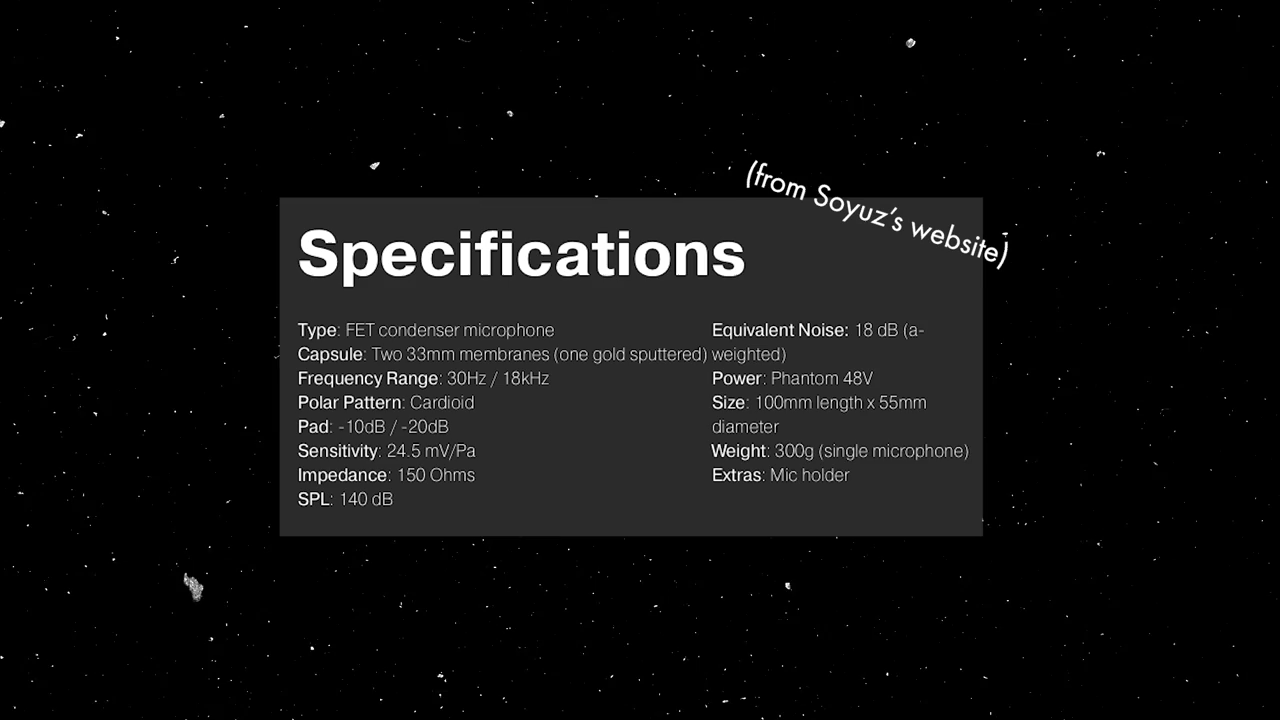 (from Soyuz's website)
Specifications
Type: FET condenser microphone
Capsule: Two 33mm membranes (one gold sputtered)
Frequency Range: 30Hz / 18kHz
Polar Pattern: Cardioid
Pad: -10dB / -20dB
Sensitivity: 24.5 mV/Pa
Impedance: 150 Ohms
SPL: 140 dB
Equivalent Noise: 18 dB (a-
weighted)
Power: Phantom 48V
Size: 100mm length x 55mm
diameter
Weight: 300g (single microphone)
Extras: Mic holder